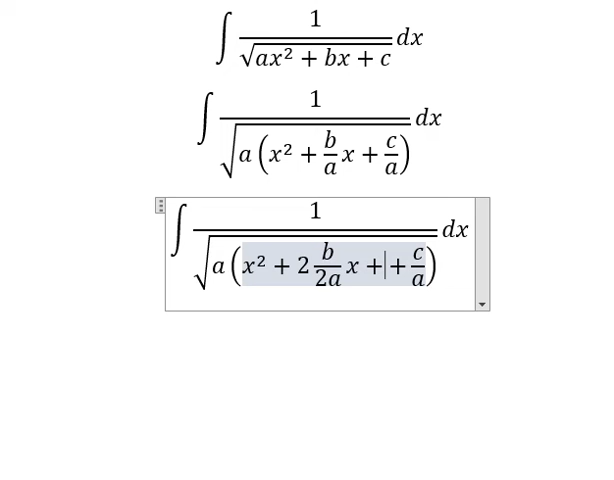 ∫ 1/√(ax² + bx + c) dx
∫ 1/√(a(x² + b/a x + c/a)) dx
∫ 1/√(a(x² + 2 b/2a x + + c/a)) dx